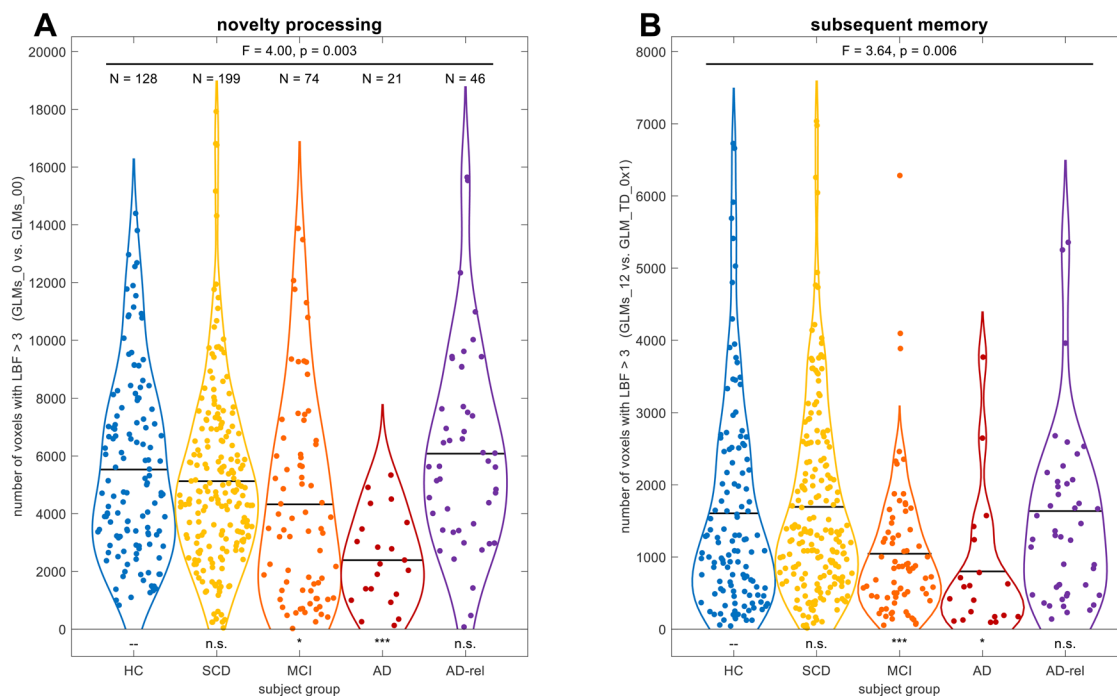 A
novelty processing
F = 4.00, p = 0.003
N = 128 N = 199 N = 74 N = 21 N = 46
number of voxels with LBF > 3 (GLMs_0 vs. GLMs_00)
20000
18000
16000
14000
12000
10000
8000
6000
4000
2000
0
-- n.s. * *** n.s.
HC SCD MCI AD AD-rel
subject group
B
subsequent memory
F = 3.64, p = 0.006
number of voxels with LBF > 3 (GLMs_12 vs. GLM_TD_0x1)
8000
7000
6000
5000
4000
3000
2000
1000
0
-- n.s. *** * n.s.
HC SCD MCI AD AD-rel
subject group